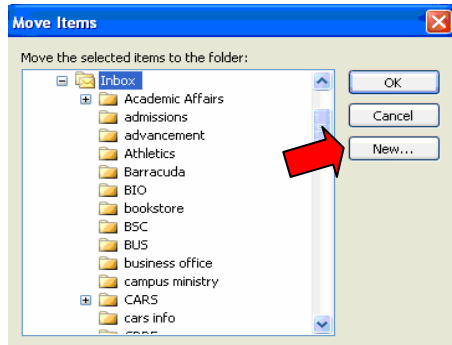 Move Items
Move the selected items to the folder:
Inbox
OK
Academic Affairs
admissions
Cancel
advancement
Athletics
New...
Barracuda
BIO
bookstore
BSC
BUS
business office
campus ministry
CARS
cars info